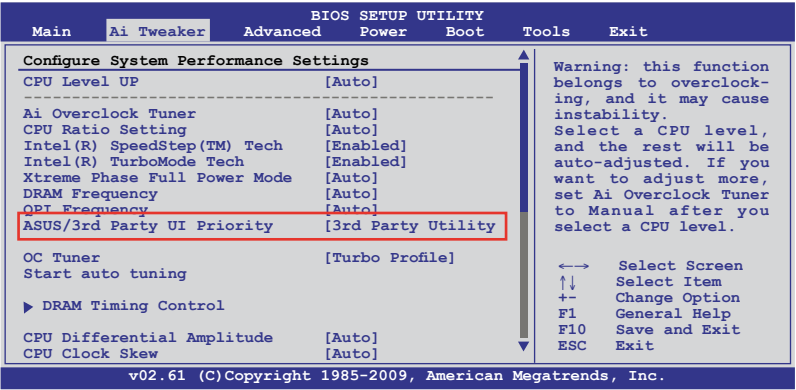 BIOS SETUP UTILITY
Main Ai Tweaker Advanced Power Boot Tools Exit
Configure System Performance Settings
CPU Level UP [Auto]
Ai Overclock Tuner [Auto]
CPU Ratio Setting [Auto]
Intel(R) SpeedStep(TM) Tech [Enabled]
Intel(R) TurboMode Tech [Enabled]
Xtreme Phase Full Power Mode [Auto]
DRAM Frequency [Auto]
QPI Frequency [Auto]
ASUS/3rd Party UI Priority [3rd Party Utility
OC Tuner [Turbo Profile]
Start auto tuning
DRAM Timing Control
CPU Differential Amplitude [Auto]
CPU Clock Skew [Auto]
Warning: this function
belongs to overclock-
ing, and it may cause
instability.
Select a CPU level,
and the rest will be
auto-adjusted. If you
want to adjust more,
set Ai Overclock Tuner
to Manual after you
select a CPU level.
←→ Select Screen
↑↓ Select Item
+- Change Option
F1 General Help
F10 Save and Exit
ESC Exit
v02.61 (C)Copyright 1985-2009, American Megatrends, Inc.